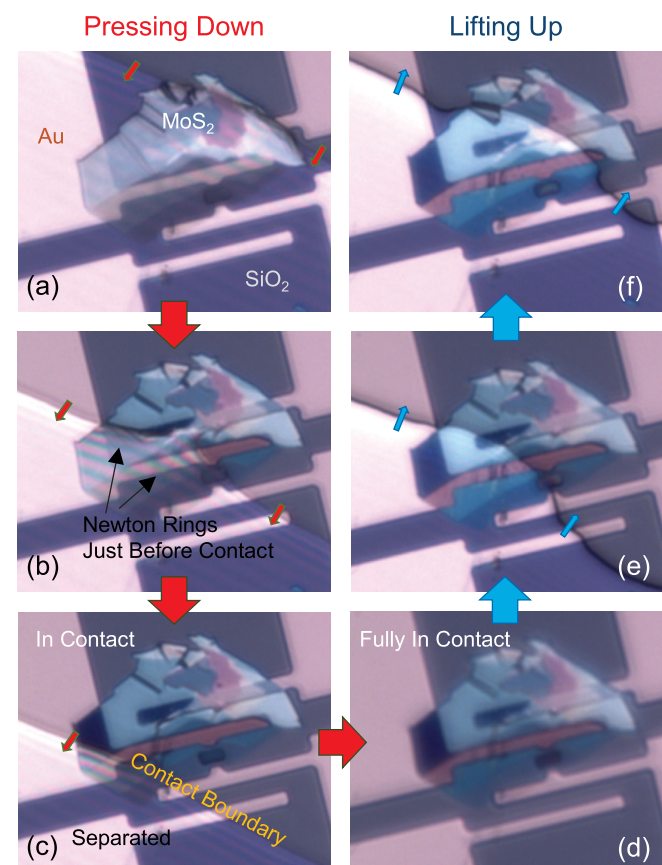 Pressing Down
Lifting Up
Au
MoS₂
SiO₂
(a)
(f)
Newton Rings
Just Before Contact
(b)
(e)
In Contact
Contact Boundary
Separated
(c)
Fully In Contact
(d)